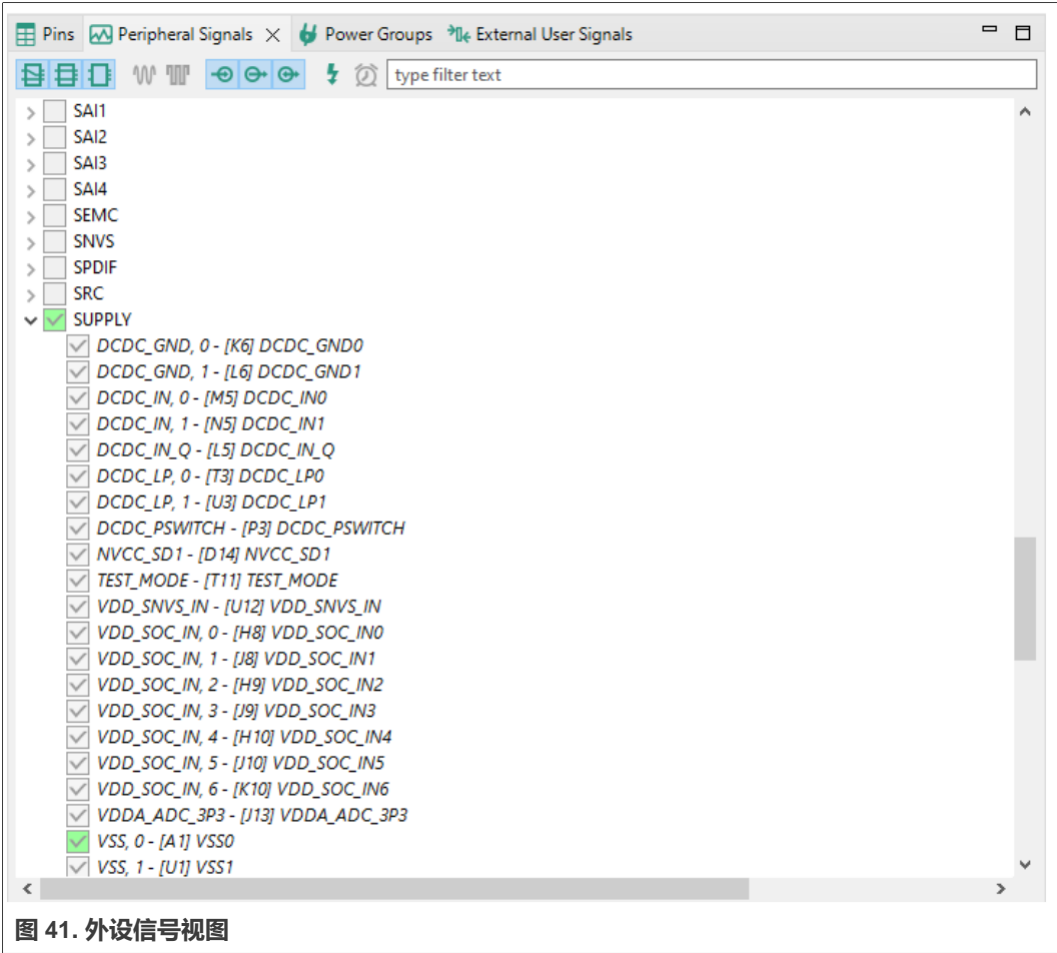 Pins Peripheral Signals Power Groups External User Signals
type filter text
SAI1
SAI2
SAI3
SAI4
SEMC
SNVS
SPDIF
SRC
SUPPLY
DCDC_GND, 0 - [K6] DCDC_GND0
DCDC_GND, 1 - [L6] DCDC_GND1
DCDC_IN, 0 - [M5] DCDC_IN0
DCDC_IN, 1 - [N5] DCDC_IN1
DCDC_IN_Q - [L5] DCDC_IN_Q
DCDC_LP, 0 - [T3] DCDC_LP0
DCDC_LP, 1 - [U3] DCDC_LP1
DCDC_PSWITCH - [P3] DCDC_PSWITCH
NVCC_SD1 - [D14] NVCC_SD1
TEST_MODE - [T11] TEST_MODE
VDD_SNVS_IN - [U12] VDD_SNVS_IN
VDD_SOC_IN, 0 - [H8] VDD_SOC_IN0
VDD_SOC_IN, 1 - [J8] VDD_SOC_IN1
VDD_SOC_IN, 2 - [H9] VDD_SOC_IN2
VDD_SOC_IN, 3 - [J9] VDD_SOC_IN3
VDD_SOC_IN, 4 - [H10] VDD_SOC_IN4
VDD_SOC_IN, 5 - [J10] VDD_SOC_IN5
VDD_SOC_IN, 6 - [K10] VDD_SOC_IN6
VDDA_ADC_3P3 - [J13] VDDA_ADC_3P3
VSS, 0 - [A1] VSS0
VSS, 1 - [U1] VSS1
图 41. 外设信号视图